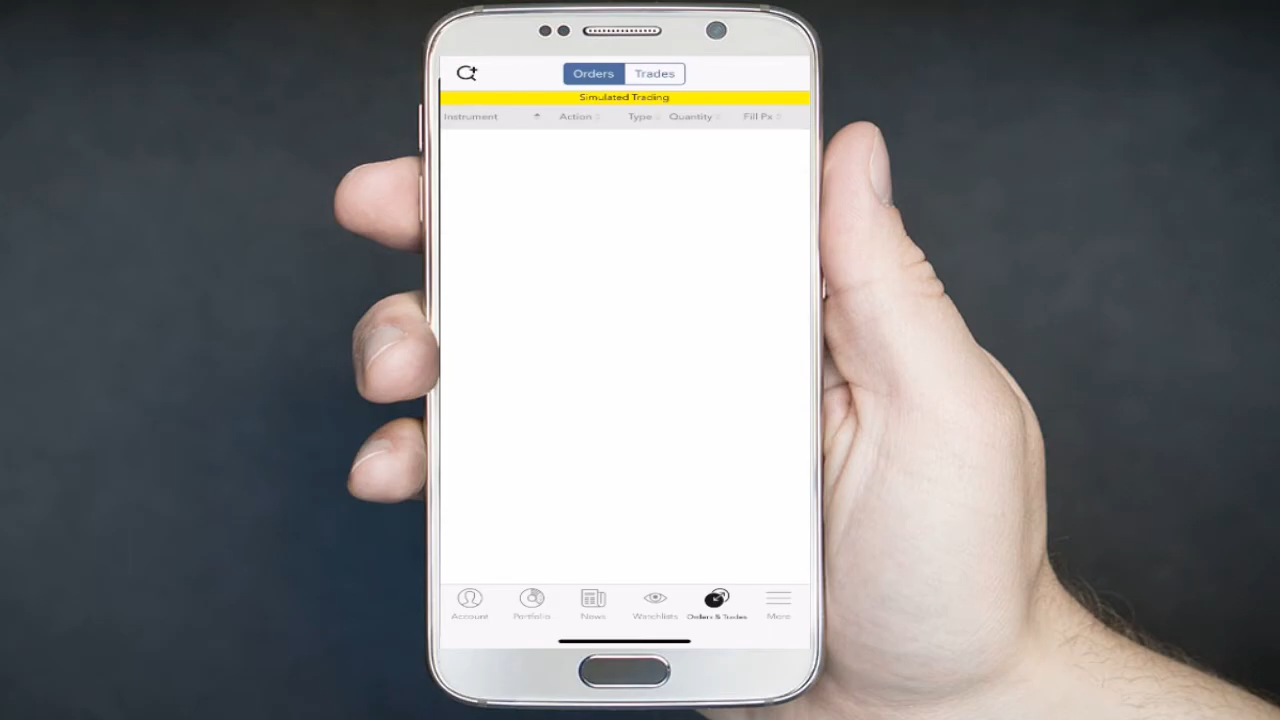 Orders Trades
Simulated Trading
Instrument Action Type Quantity Fill Px
Account Portfolio News Watchlists Orders & Trades More